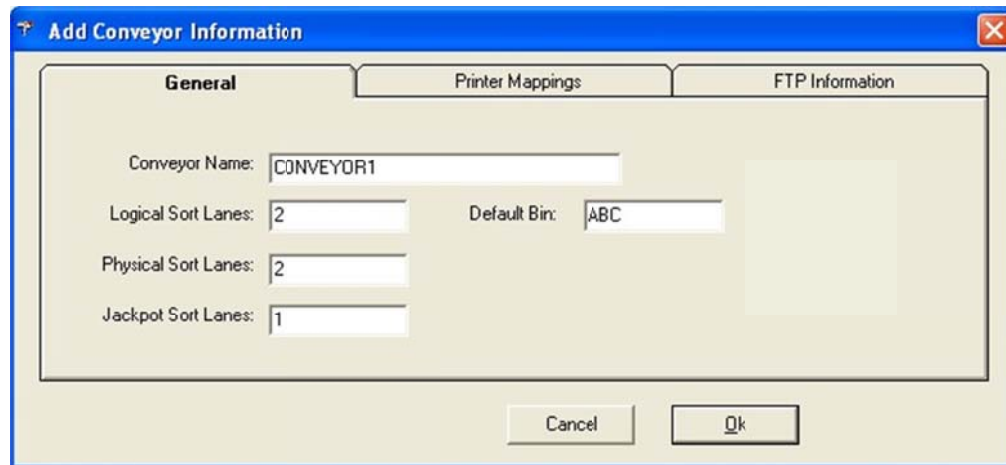 Add Conveyor Information
General Printer Mappings FTP Information
Conveyor Name: CONVEYOR1
Logical Sort Lanes: 2 Default Bin: ABC
Physical Sort Lanes: 2
Jackpot Sort Lanes: 1
Cancel Ok